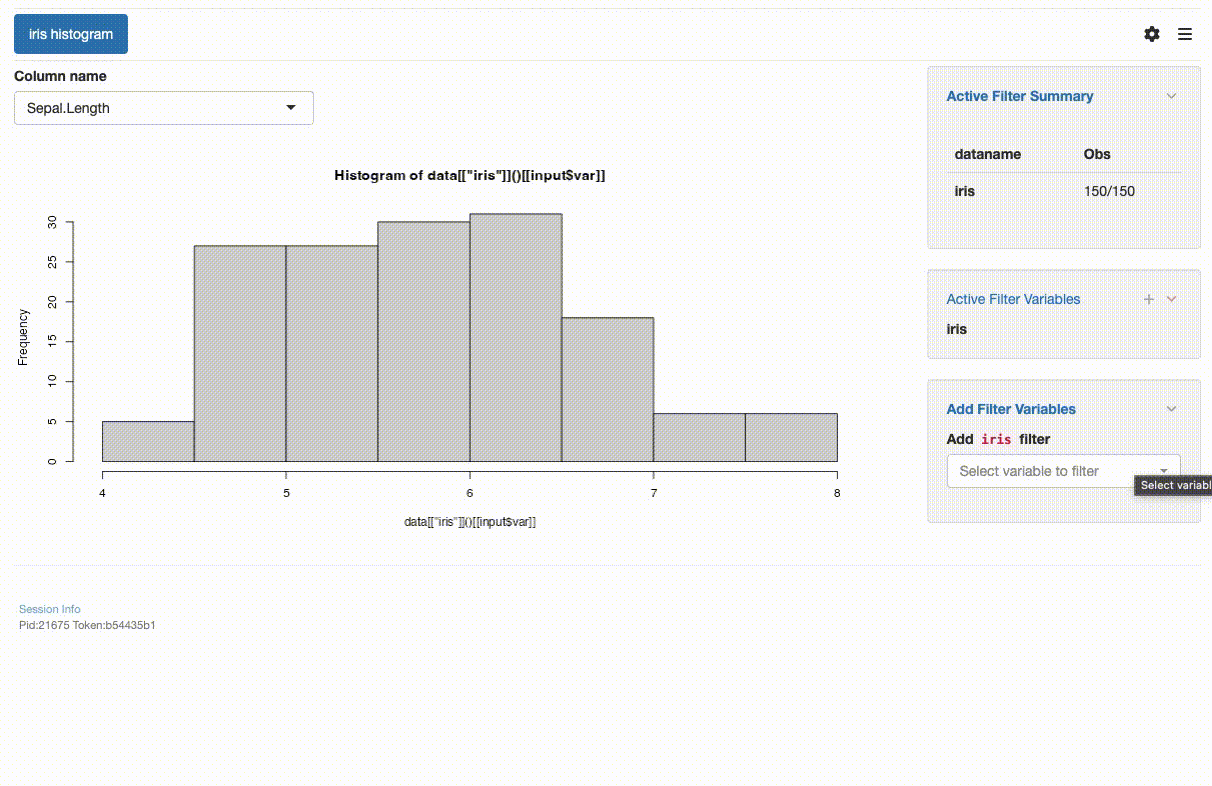 iris histogram
Column name
Sepal.Length
Histogram of data[["iris"]]()[[input$var]]
Frequency
30
25
20
15
10
5
0
4 5 6 7 8
data[["iris"]]()[[input$var]]
Active Filter Summary
dataname Obs
iris 150/150
Active Filter Variables
iris
Add Filter Variables
Add iris filter
Select variable to filter
Select variabl
Session Info
Pid:21675 Token:b54435b1